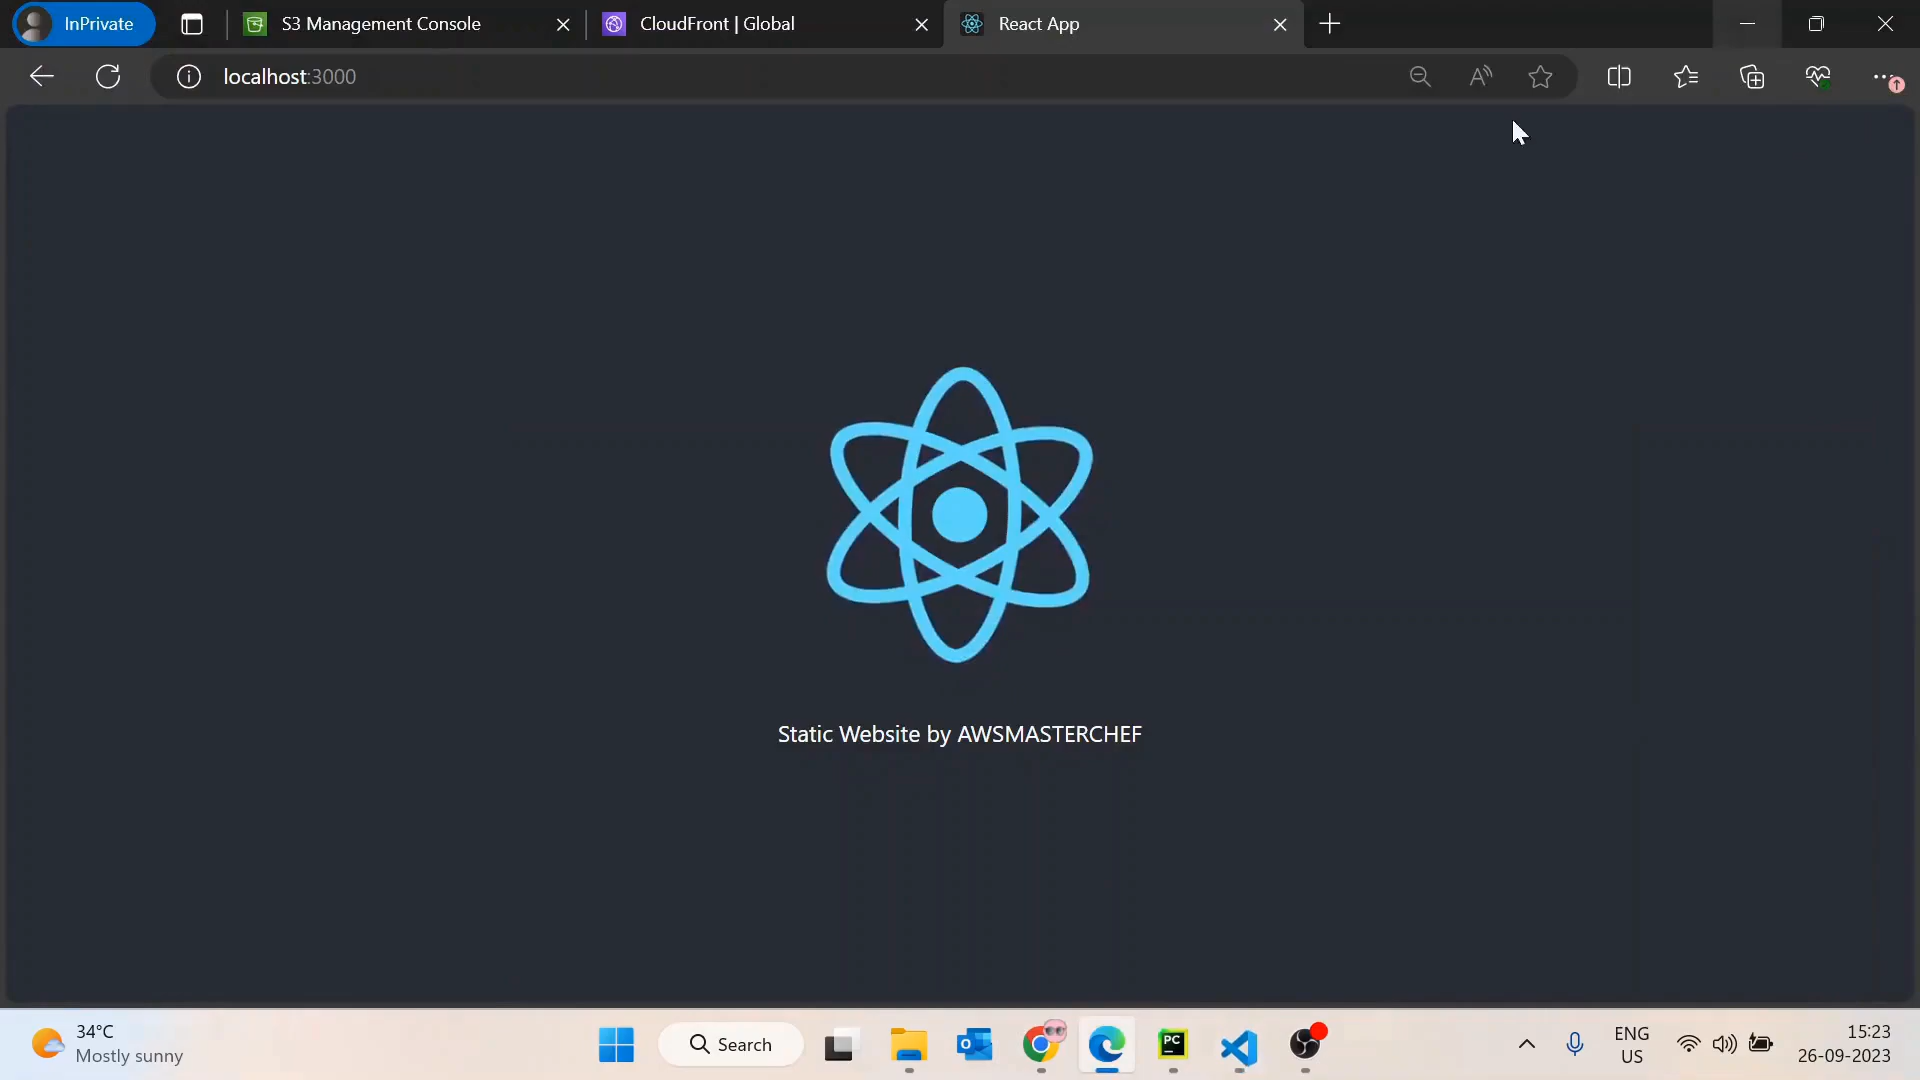 InPrivate
S3 Management Console
CloudFront | Global
React App
localhost:3000
Static Website by AWSMASTERCHEF
34°C
Mostly sunny
Search
PC
ENG
US
15:23
26-09-2023